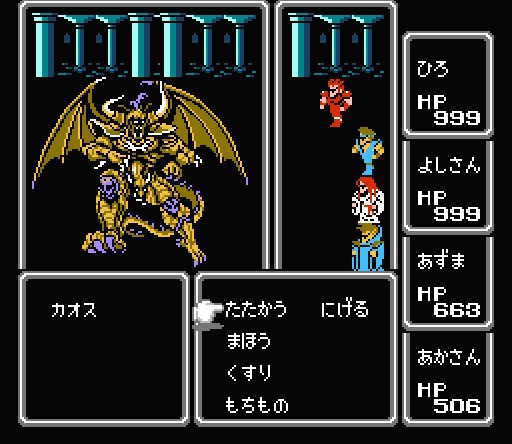 ひろ
HP
999
よしさん
HP
999
あずま
HP
663
あかさん
HP
506
カオス
たたかう にげる
まほう
くすり
もちもの